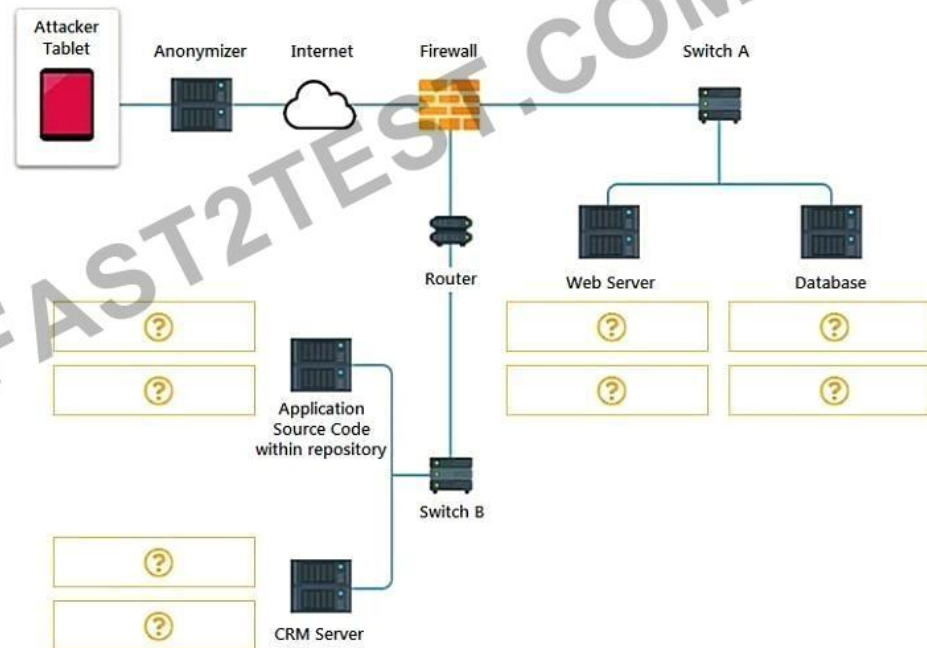 FAST2TEST.COM
Attacker
Tablet
Anonymizer
Internet
Firewall
Switch A
Router
Web Server
Database
?
?
?
?
?
?
Application
Source Code
within repository
Switch B
?
?
CRM Server